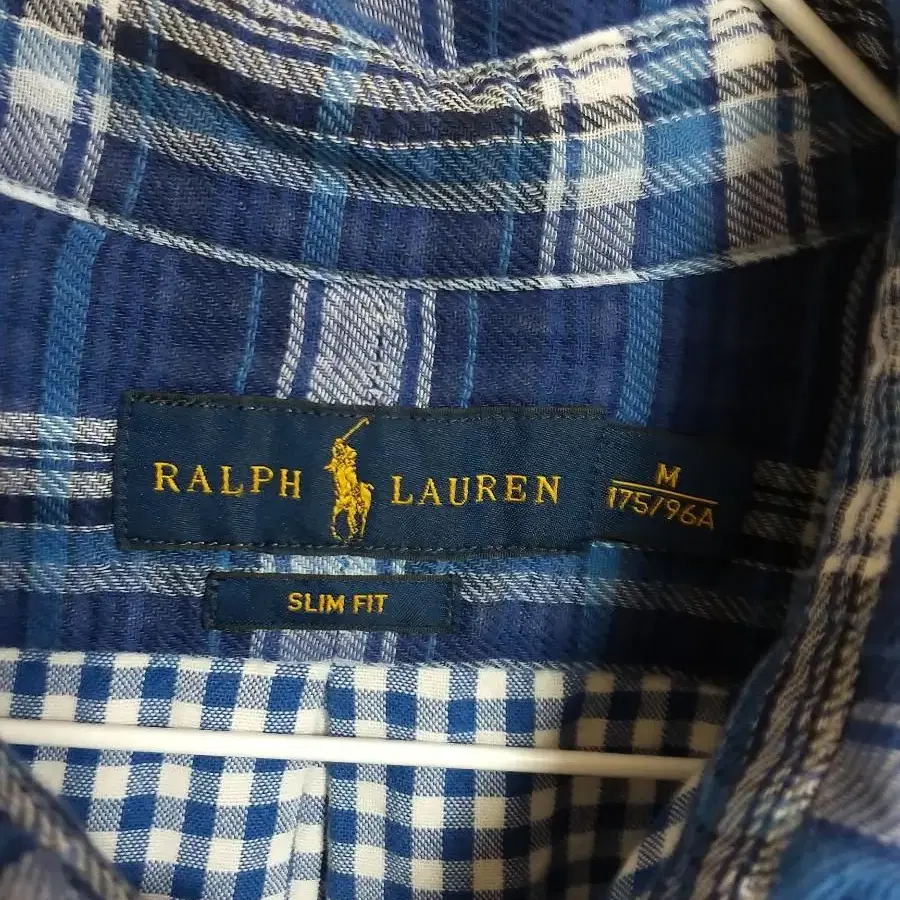 RALPH LAUREN
M
175/96A
SLIM FIT